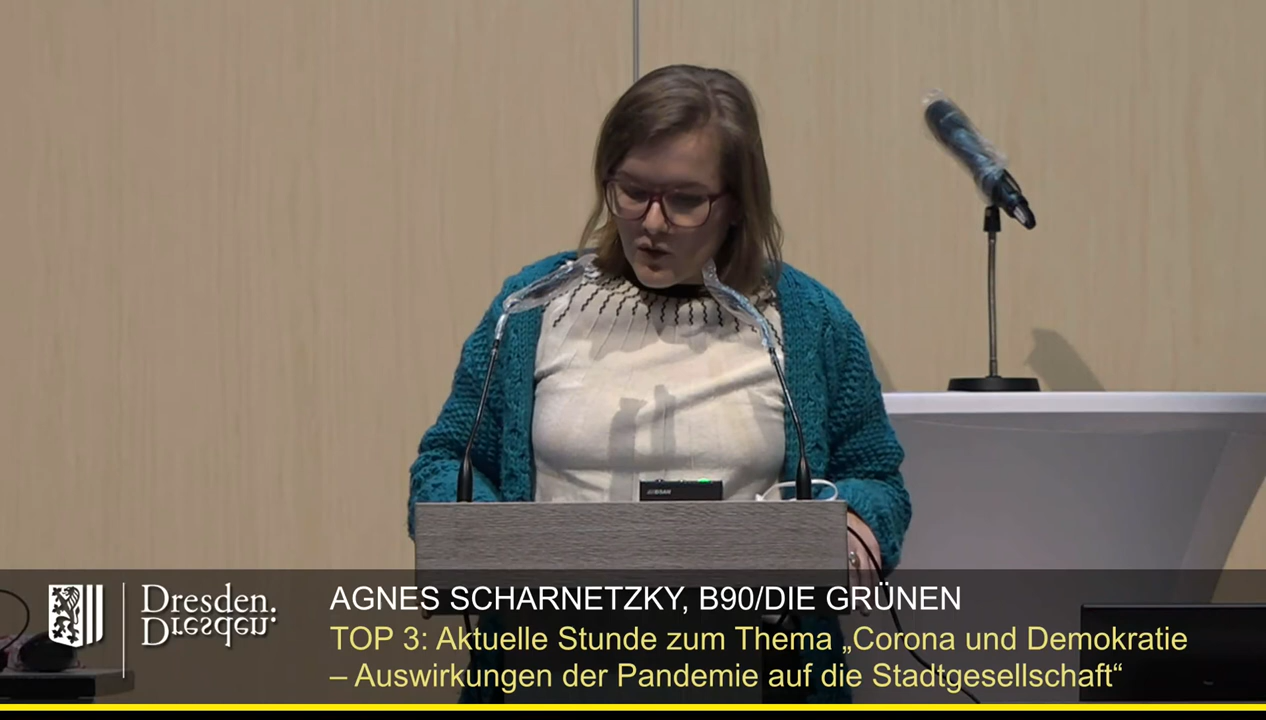 Dresden.
Dresden.
AGNES SCHARNETZKY, B90/DIE GRÜNEN
TOP 3: Aktuelle Stunde zum Thema „Corona und Demokratie
– Auswirkungen der Pandemie auf die Stadtgesellschaft“